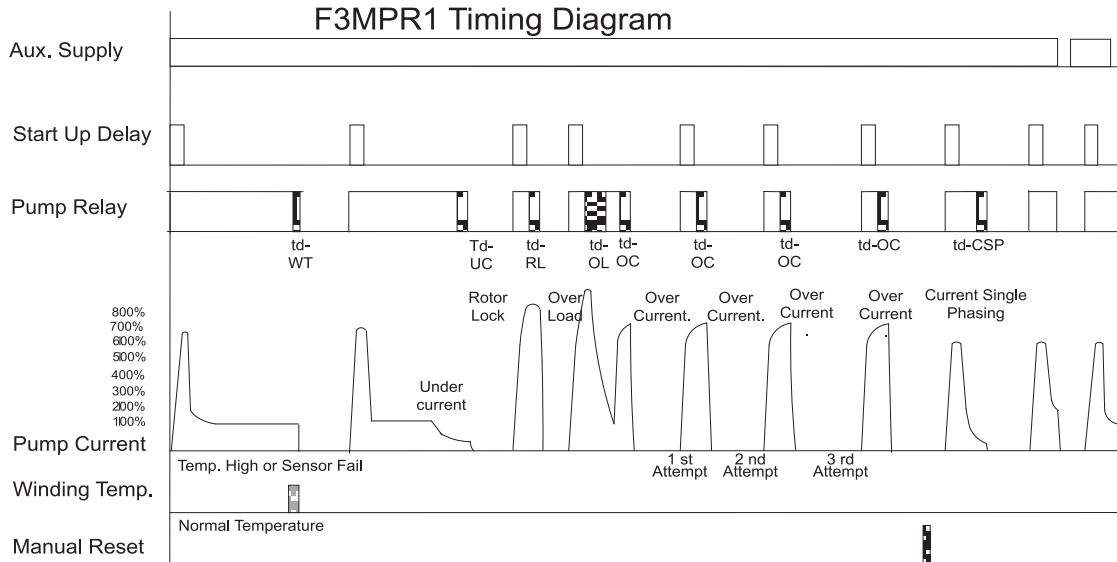 F3MPR1 Timing Diagram
Aux. Supply
Start Up Delay
Pump Relay
td-
WT
Td-
UC
td-
RL
td-
OL
td-
OC
td-
OC
td-
OC
td-OC
td-CSP
Rotor
Lock
Over
Load
Over
Current.
Over
Current.
Over
Current
.
Over
Current
.
Current Single
Phasing
800%
700%
600%
500%
400%
300%
200%
100%
Under
current
Pump Current
1 st
Attempt
2 nd
Attempt
3 rd
Attempt
Temp. High or Sensor Fail
Winding Temp.
Normal Temperature
Manual Reset